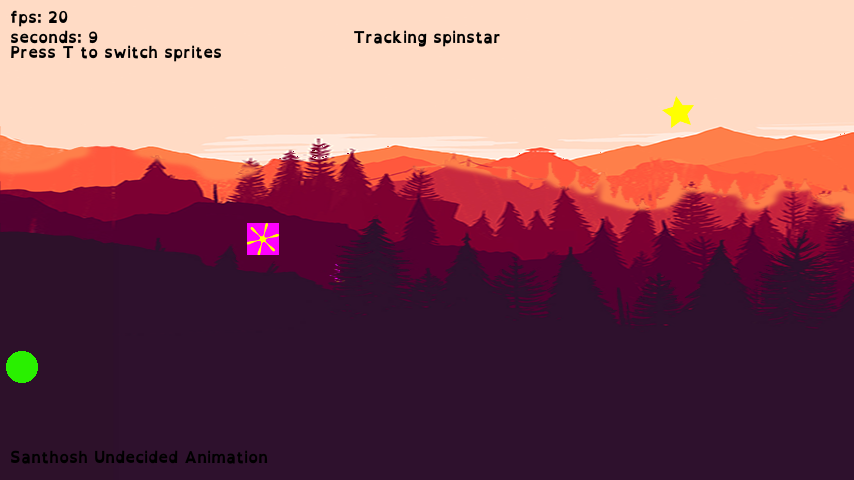 fps: 20
seconds: 9
Press T to switch sprites
Tracking spinstar
Santhosh Undecided Animation